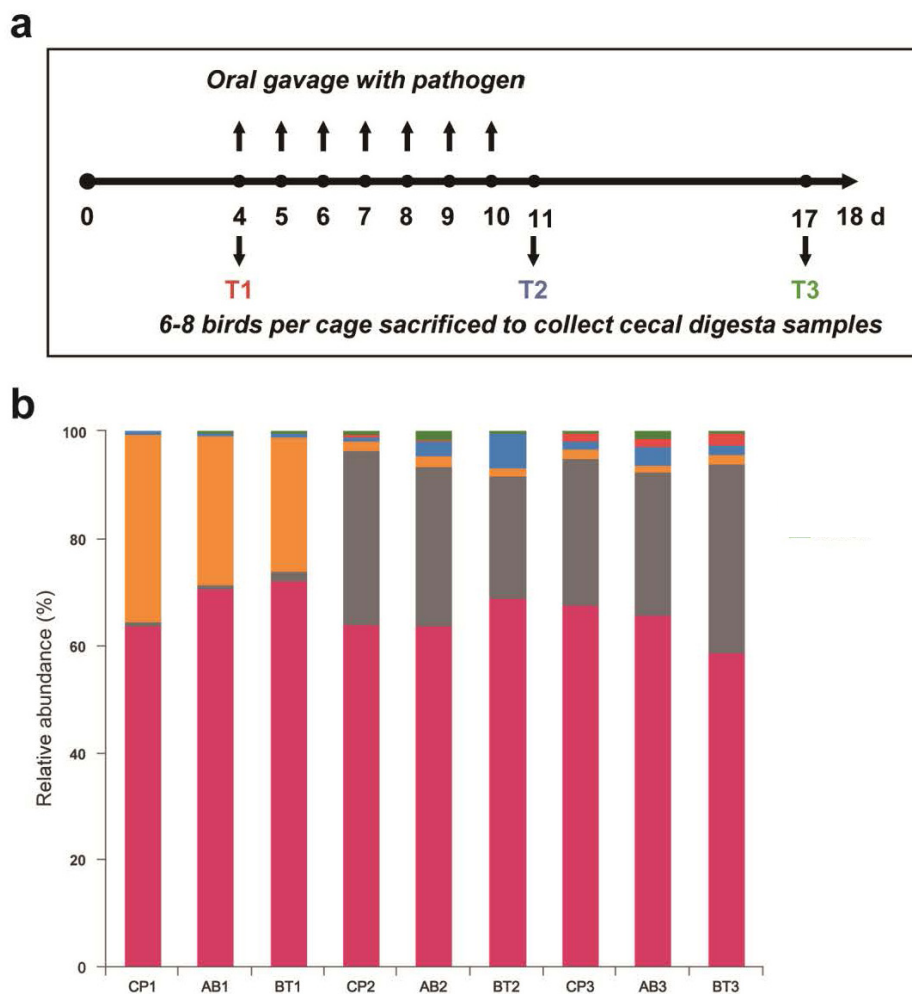 a
Oral gavage with pathogen
0 4 5 6 7 8 9 10 11 17 18 d
T1 T2 T3
6-8 birds per cage sacrificed to collect cecal digesta samples
b
Relative abundance (%)
100
80
60
40
20
0
CP1 AB1 BT1 CP2 AB2 BT2 CP3 AB3 BT3